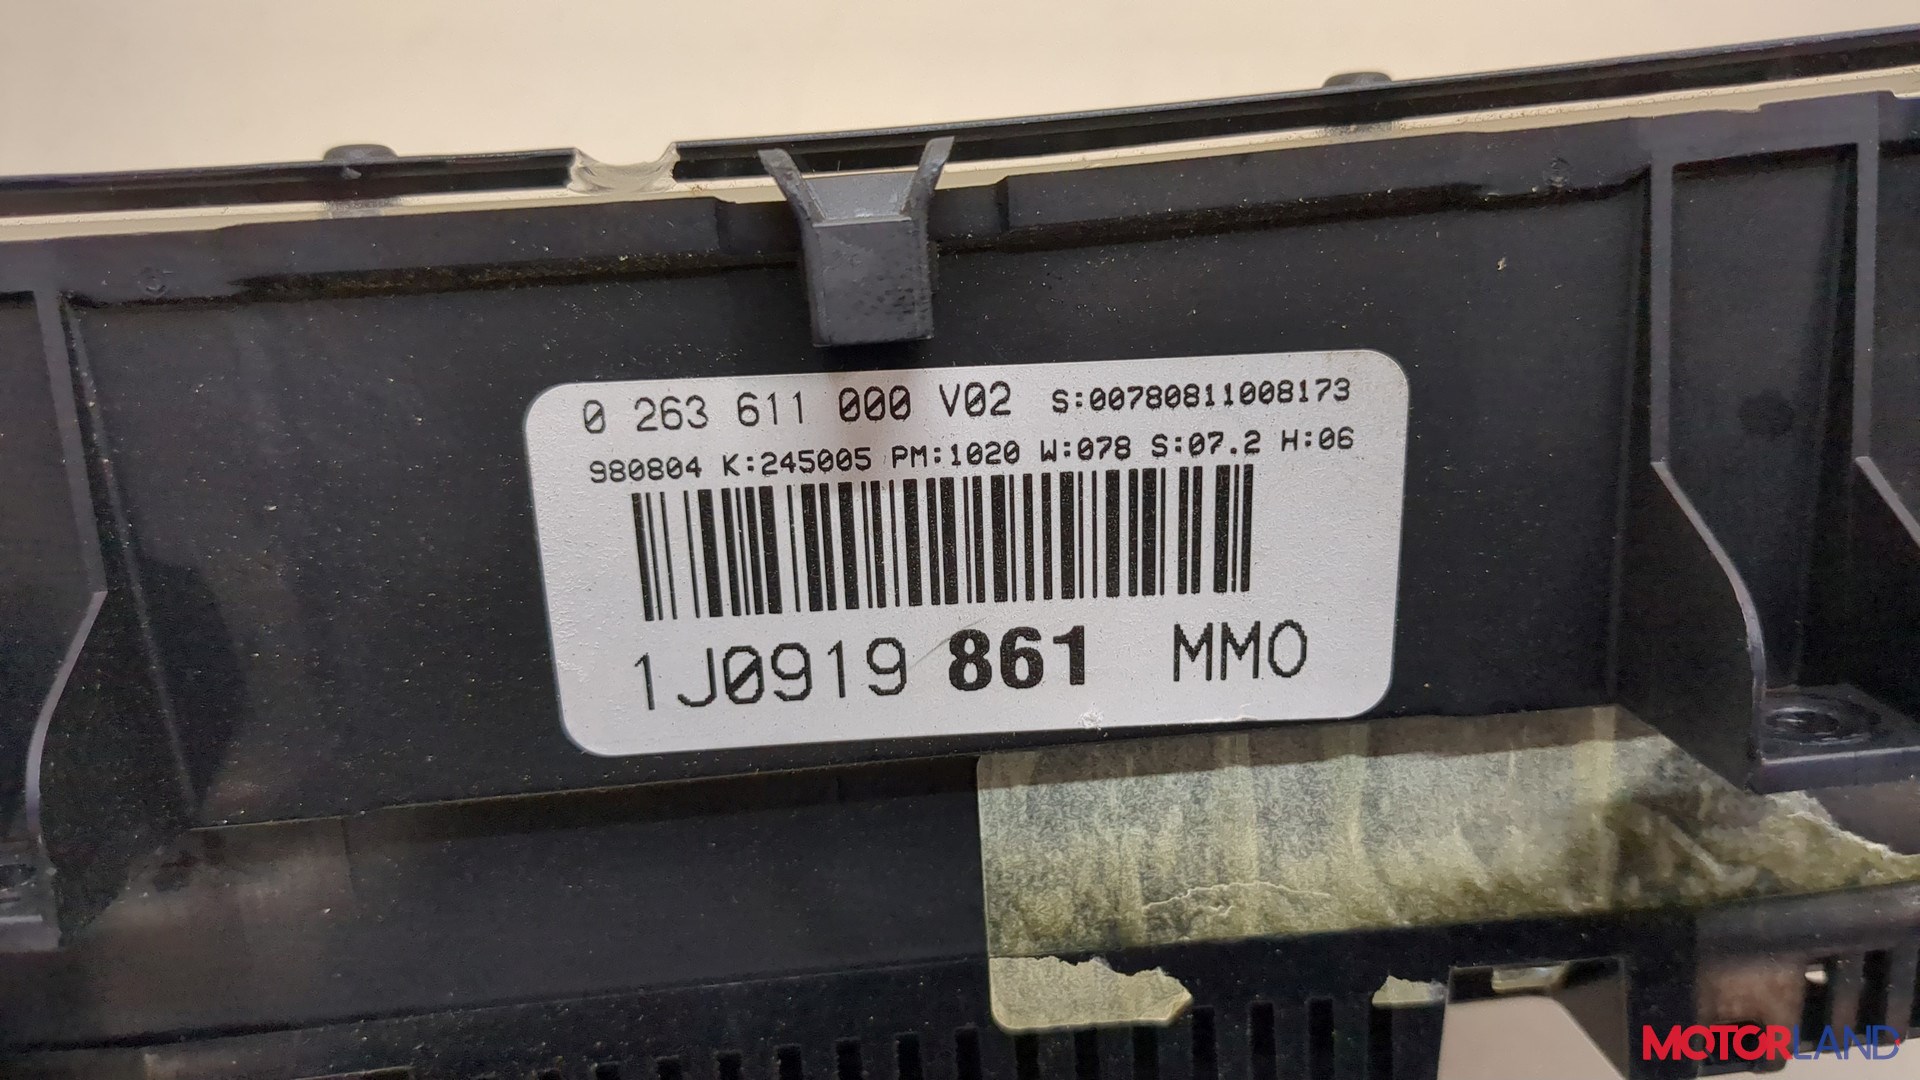 0 263 611 000 V02 S:00780811008173
980804 K:245005 PM:1020 W:078 S:07.2 H:06
1J0919 861 MMO
MOTORLAND